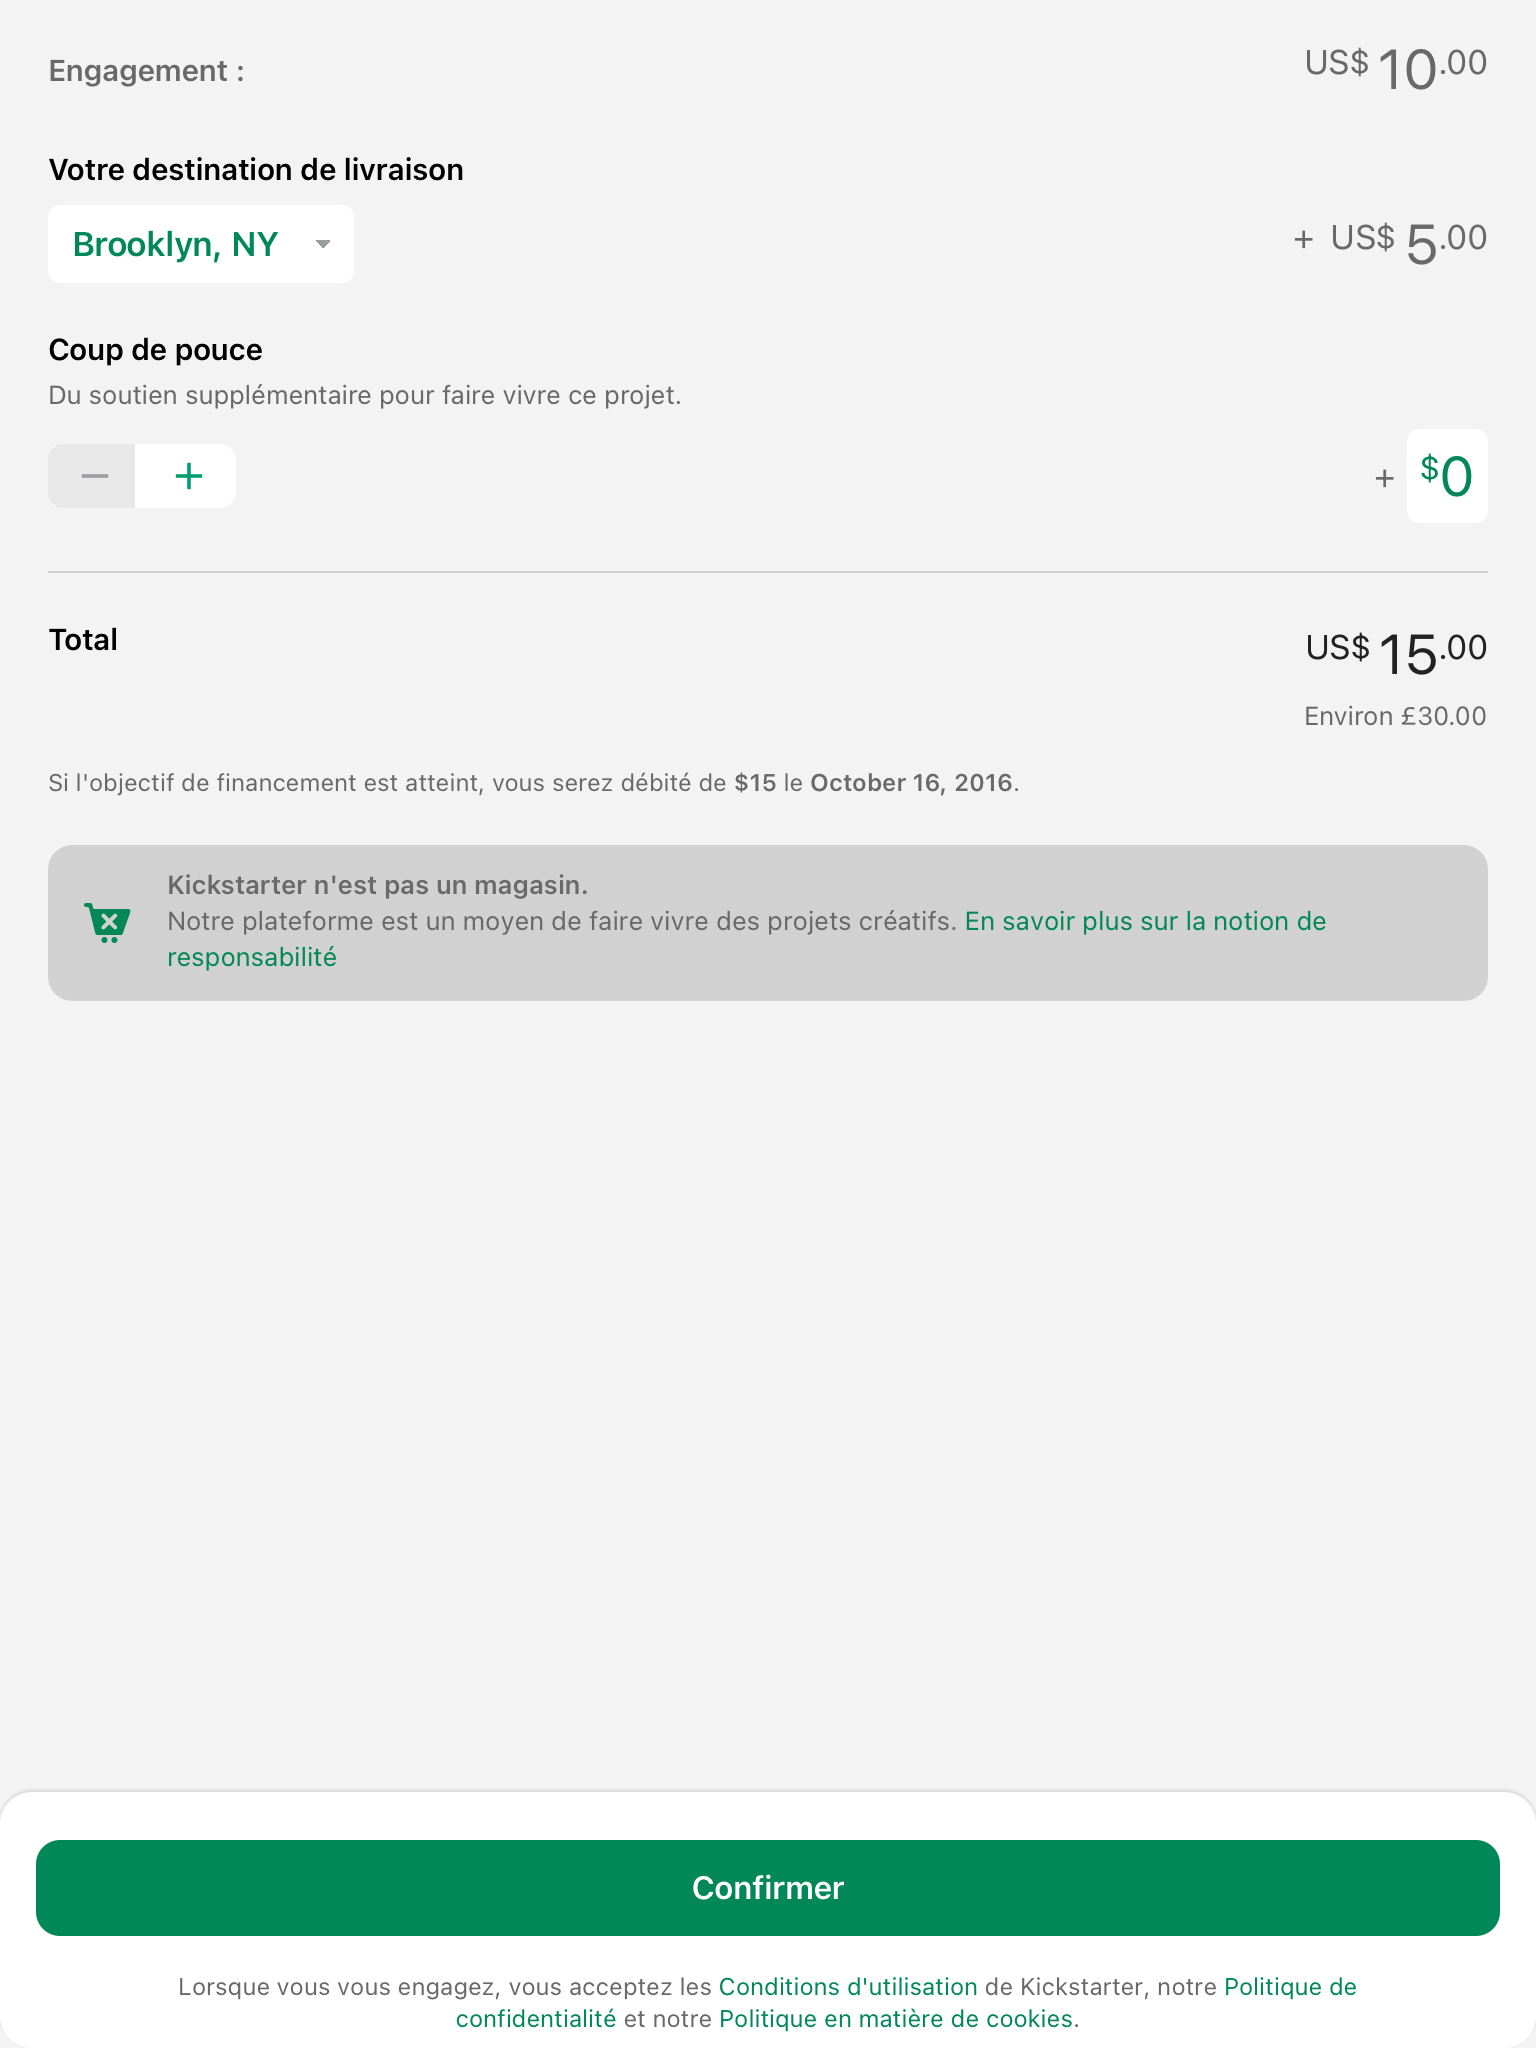 Engagement :
US$ 10.00
Votre destination de livraison
Brooklyn, NY
+ US$ 5.00
Coup de pouce
Du soutien supplémentaire pour faire vivre ce projet.
− +
+ $0
Total
US$ 15.00
Environ £30.00
Si l'objectif de financement est atteint, vous serez débité de $15 le October 16, 2016.
Kickstarter n'est pas un magasin.
Notre plateforme est un moyen de faire vivre des projets créatifs. En savoir plus sur la notion de
responsabilité
Confirmer
Lorsque vous vous engagez, vous acceptez les Conditions d'utilisation de Kickstarter, notre Politique de
confidentialité et notre Politique en matière de cookies.